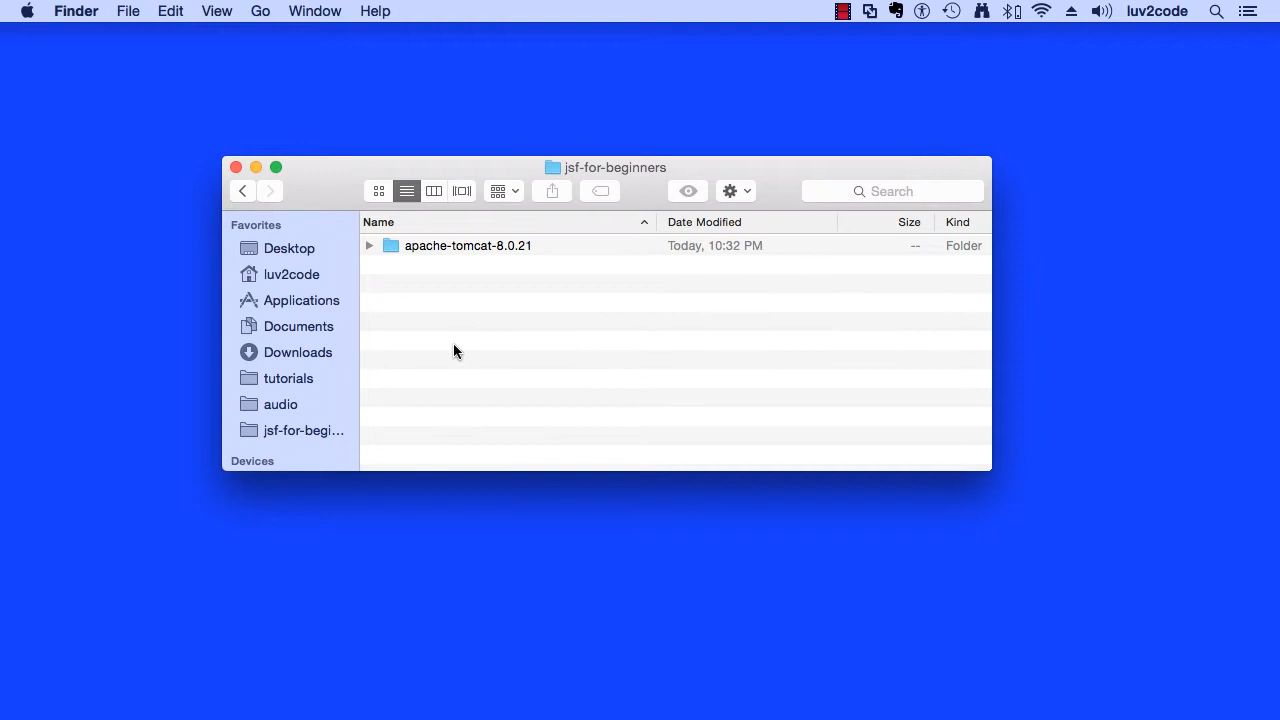 Finder File Edit View Go Window Help luv2code
jsf-for-beginners
Search
Favorites
Desktop
luv2code
Applications
Documents
Downloads
tutorials
audio
jsf-for-begi...
Devices
Name Date Modified Size Kind
apache-tomcat-8.0.21 Today, 10:32 PM -- Folder